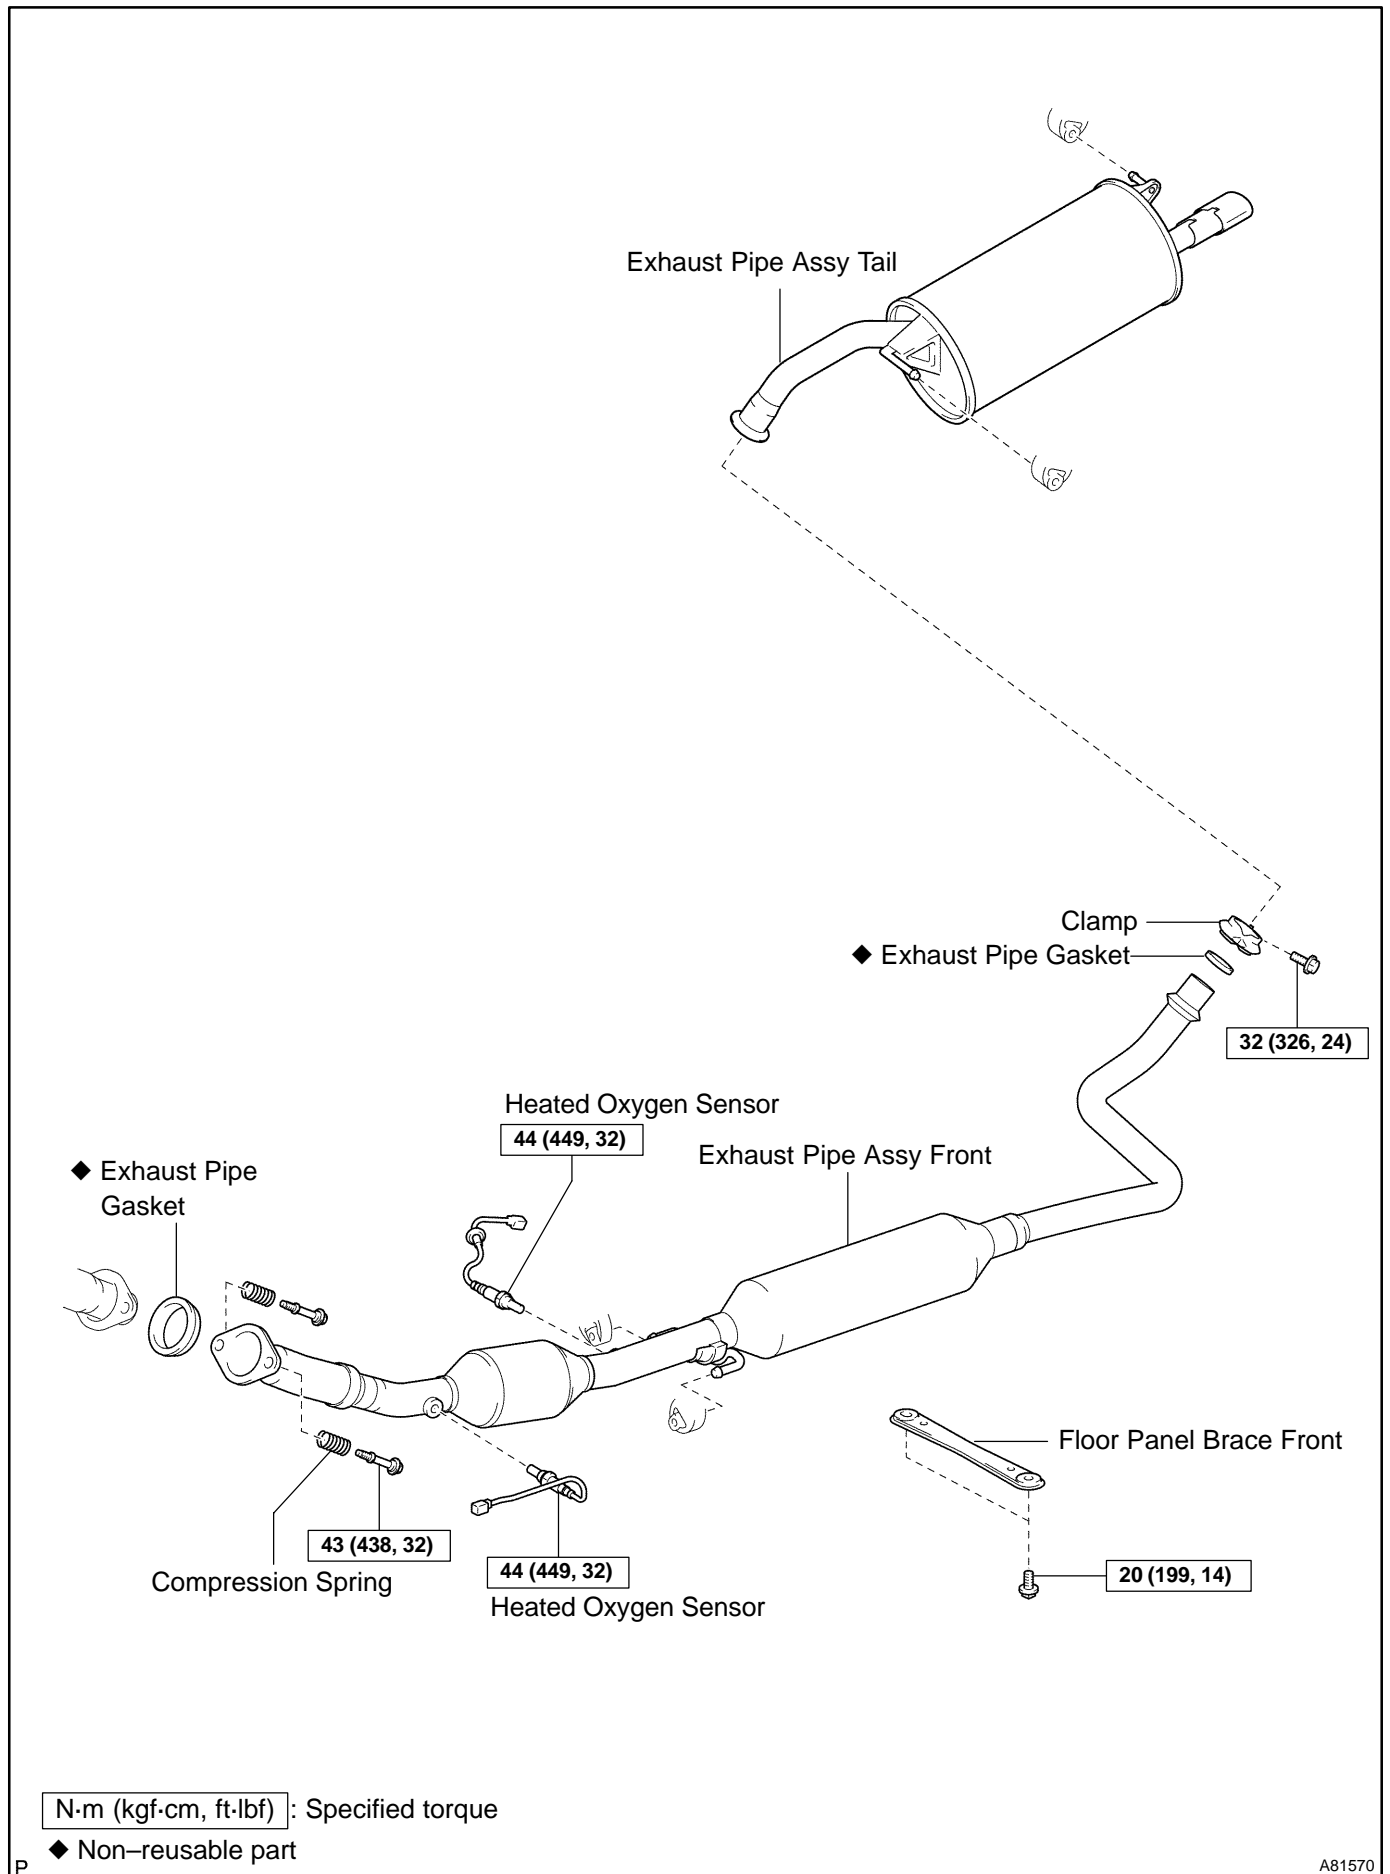 Exhaust Pipe Assy Tail
Clamp
◆ Exhaust Pipe Gasket
32 (326, 24)
Heated Oxygen Sensor
44 (449, 32)
Exhaust Pipe Assy Front
◆ Exhaust Pipe
Gasket
Floor Panel Brace Front
43 (438, 32)
Compression Spring
44 (449, 32)
Heated Oxygen Sensor
20 (199, 14)
N·m (kgf·cm, ft·lbf) : Specified torque
◆ Non–reusable part
P
A81570